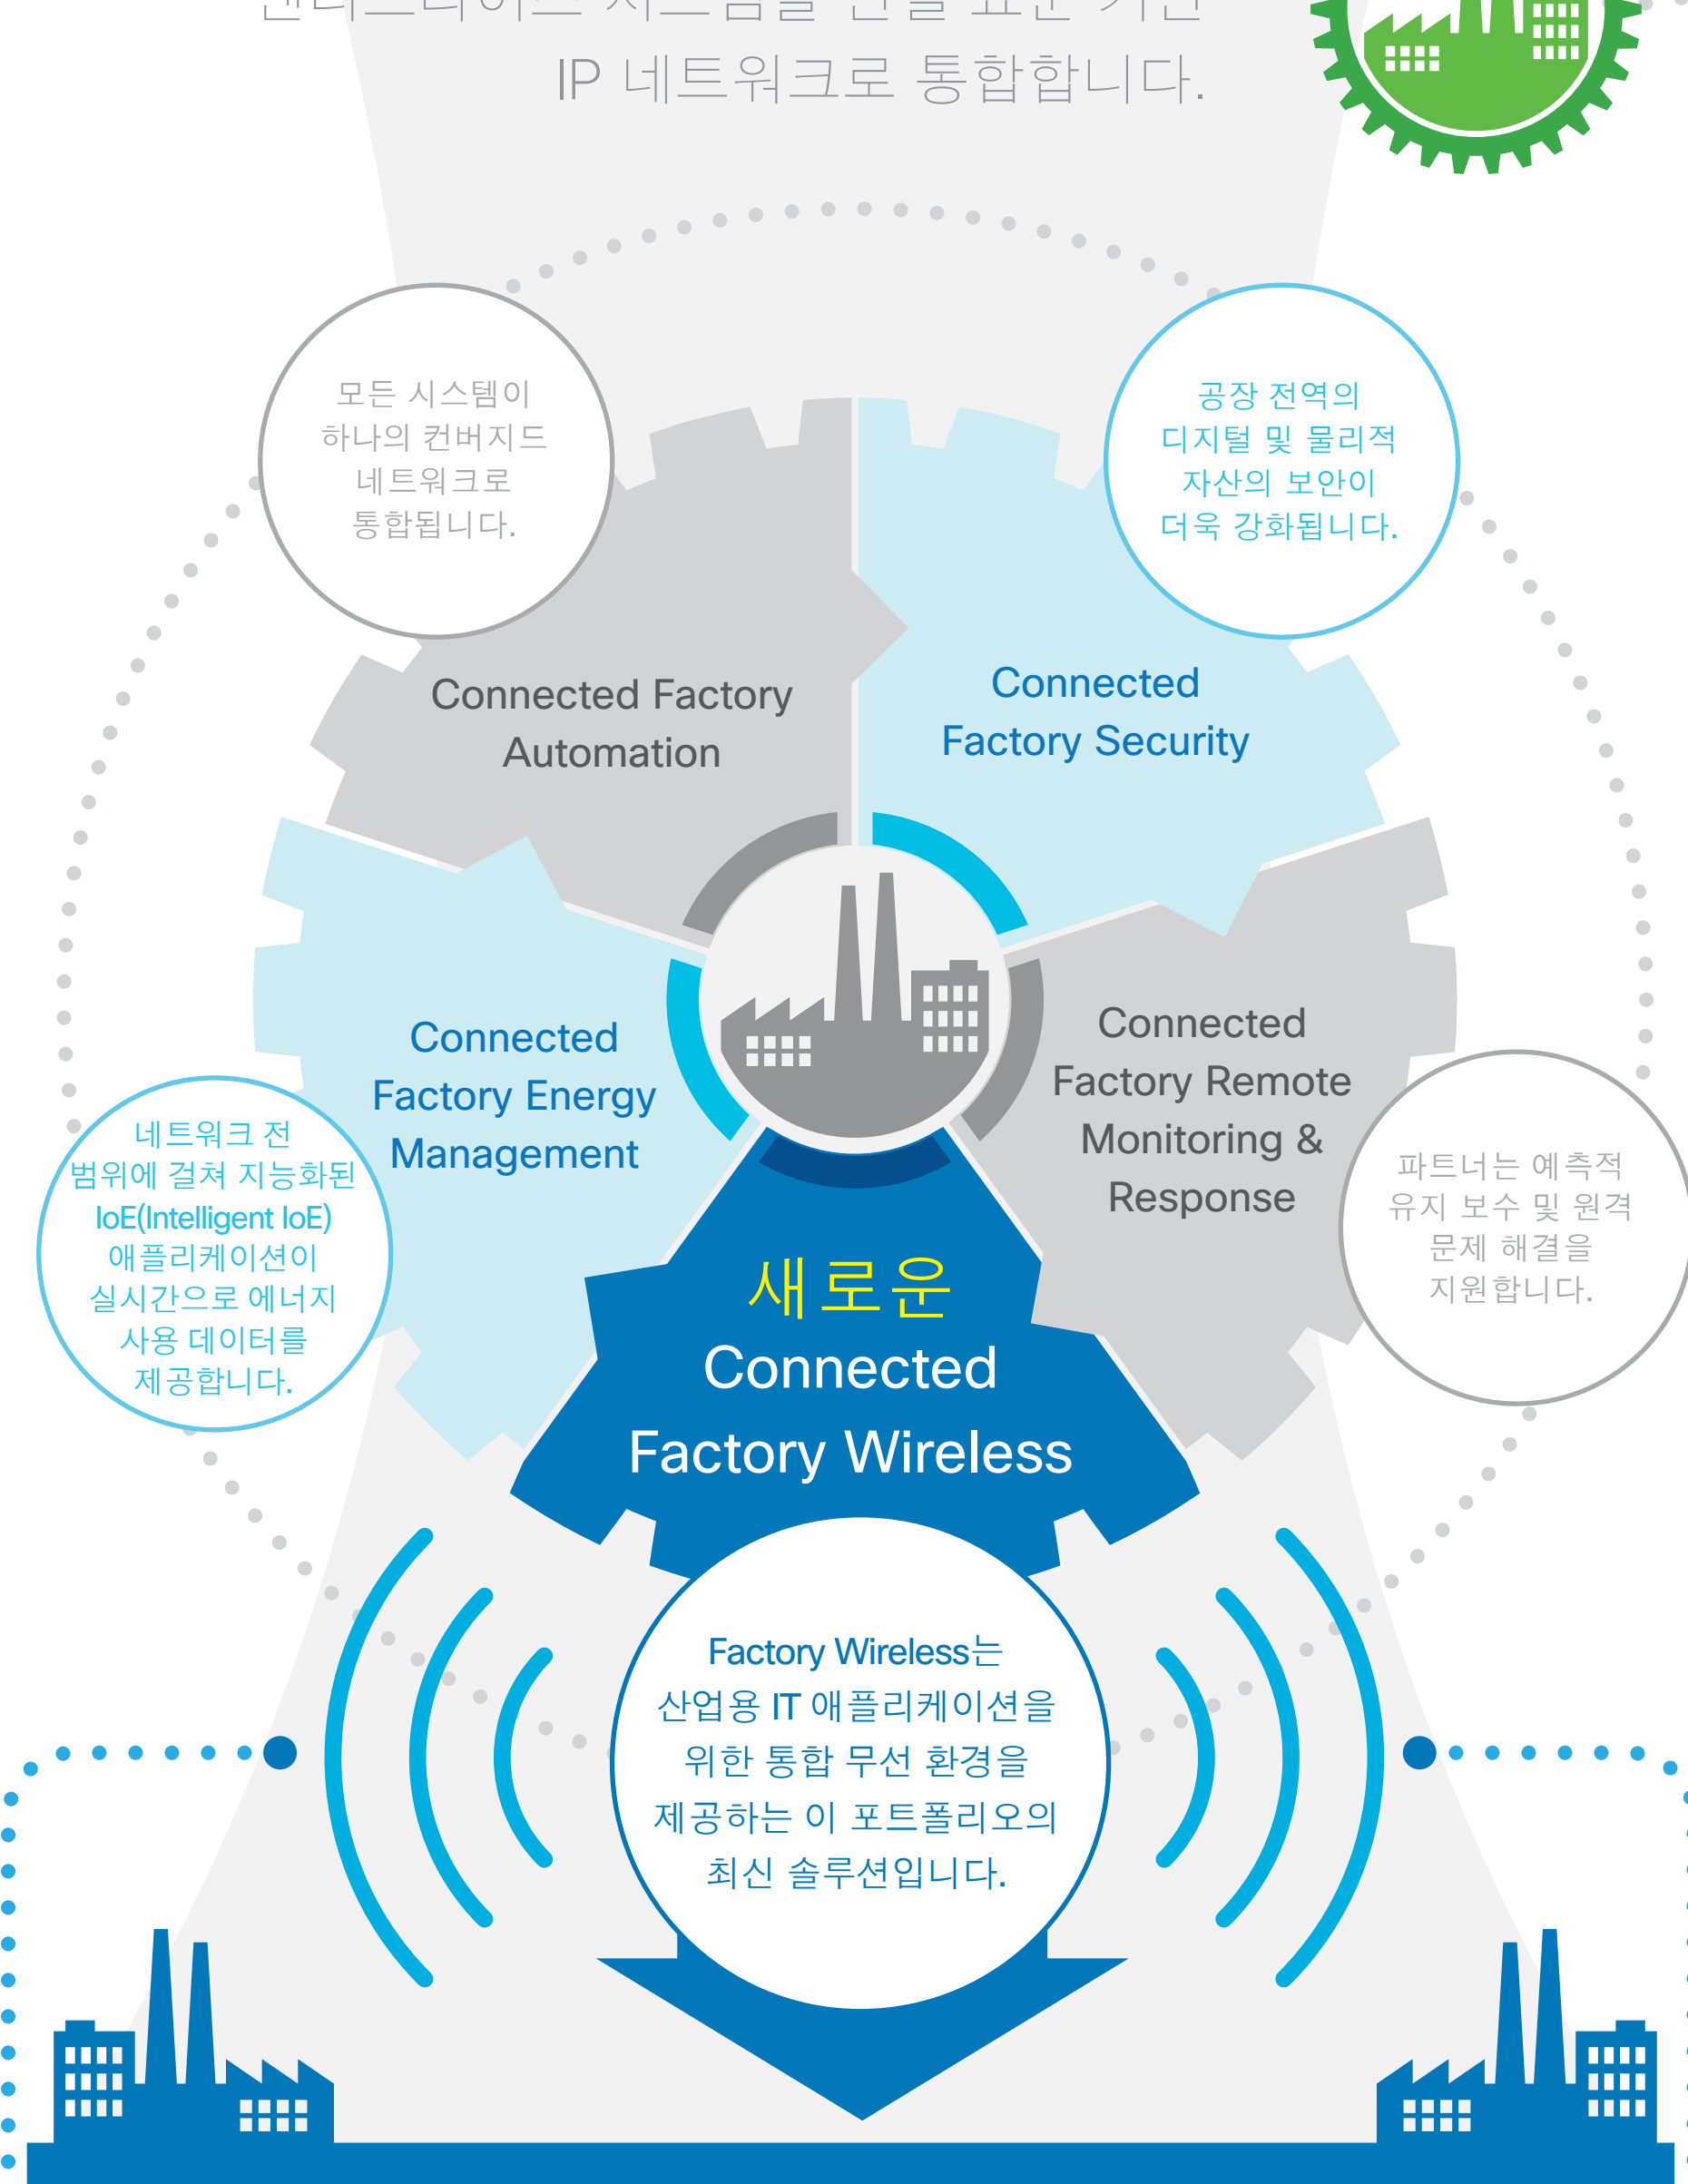 IP 네트워크로 통합합니다.
모든 시스템이
하나의 컨버지드
네트워크로
통합됩니다.
공장 전역의
디지털 및 물리적
자산의 보안이
더욱 강화됩니다.
Connected Factory
Automation
Connected
Factory Security
Connected
Factory Energy
Management
Connected
Factory Remote
Monitoring &
Response
네트워크 전
범위에 걸쳐 지능화된
IoE(Intelligent IoE)
애플리케이션이
실시간으로 에너지
사용 데이터를
제공합니다.
파트너는 예측적
유지 보수 및 원격
문제 해결을
지원합니다.
새로운
Connected
Factory Wireless
Factory Wireless는
산업용 IT 애플리케이션을
위한 통합 무선 환경을
제공하는 이 포트폴리오의
최신 솔루션입니다.